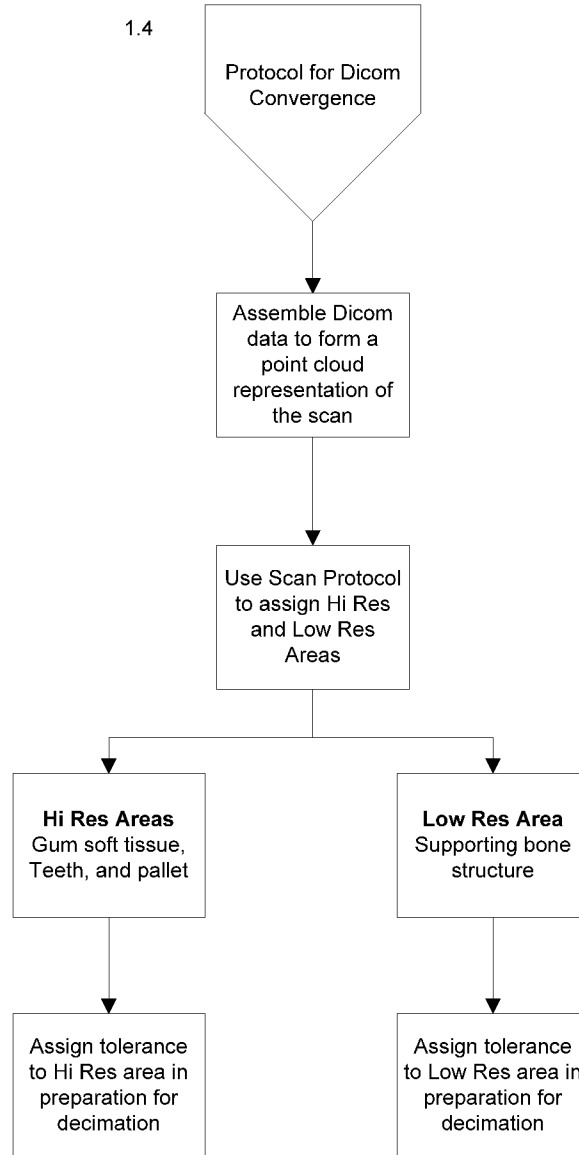 1.4
Protocol for Dicom
Convergence
Assemble Dicom
data to form a
point cloud
representation of
the scan
Use Scan Protocol
to assign Hi Res
and Low Res
Areas
Hi Res Areas
Gum soft tissue,
Teeth, and pallet
Low Res Area
Supporting bone
structure
Assign tolerance
to Hi Res area in
preparation for
decimation
Assign tolerance
to Low Res area in
preparation for
decimation